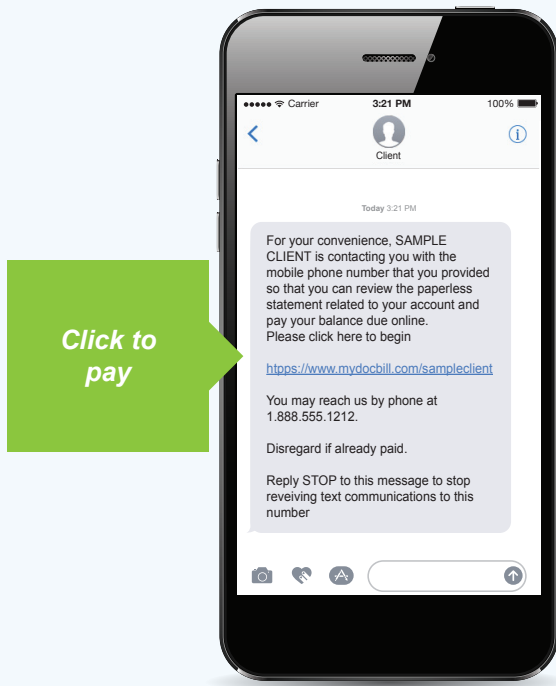 Carrier 3:21 PM 100%
Client
Today 3:21 PM
For your convenience, SAMPLE
CLIENT is contacting you with the
mobile phone number that you provided
so that you can review the paperless
statement related to your account and
pay your balance due online.
Please click here to begin
htpps://www.mydocbill.com/sampleclient
You may reach us by phone at
1.888.555.1212.
Disregard if already paid.
Reply STOP to this message to stop
reveiving text communications to this
number
Click to
pay